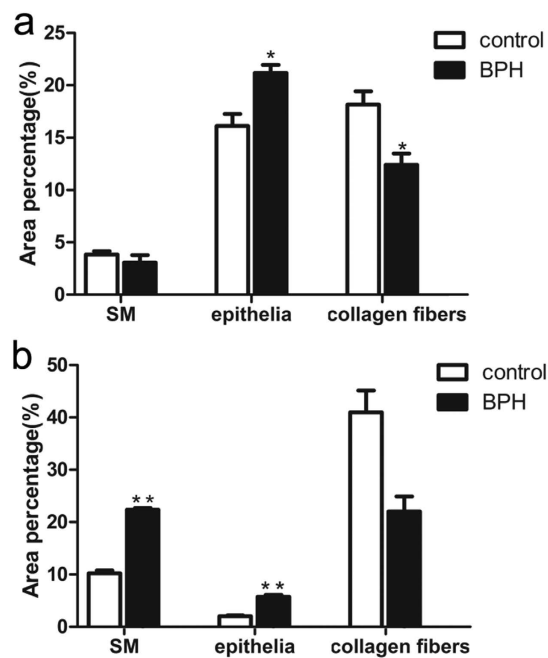 a
25
20
15
10
5
0
Area percentage(%)
control
BPH
*
*
SM epithelia collagen fibers
b
50
40
30
20
10
0
Area percentage(%)
control
BPH
**
**
SM epithelia collagen fibers